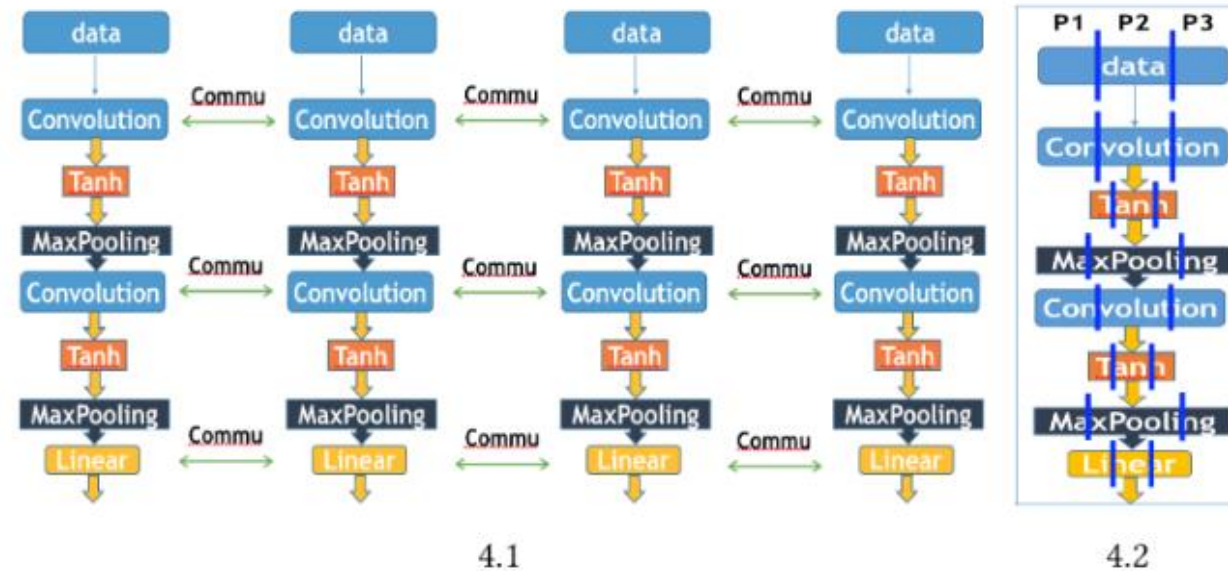 data data data data P1 P2 P3
data
Commu Commu Commu
Convolution Convolution Convolution Convolution Convolution
Tanh Tanh Tanh Tanh Tanh
MaxPooling MaxPooling MaxPooling MaxPooling MaxPooling
Commu Commu Commu
Convolution Convolution Convolution Convolution Convolution
Tanh Tanh Tanh Tanh Tanh
MaxPooling MaxPooling MaxPooling MaxPooling MaxPooling
Commu Commu Commu
Linear Linear Linear Linear Linear
4.1 4.2